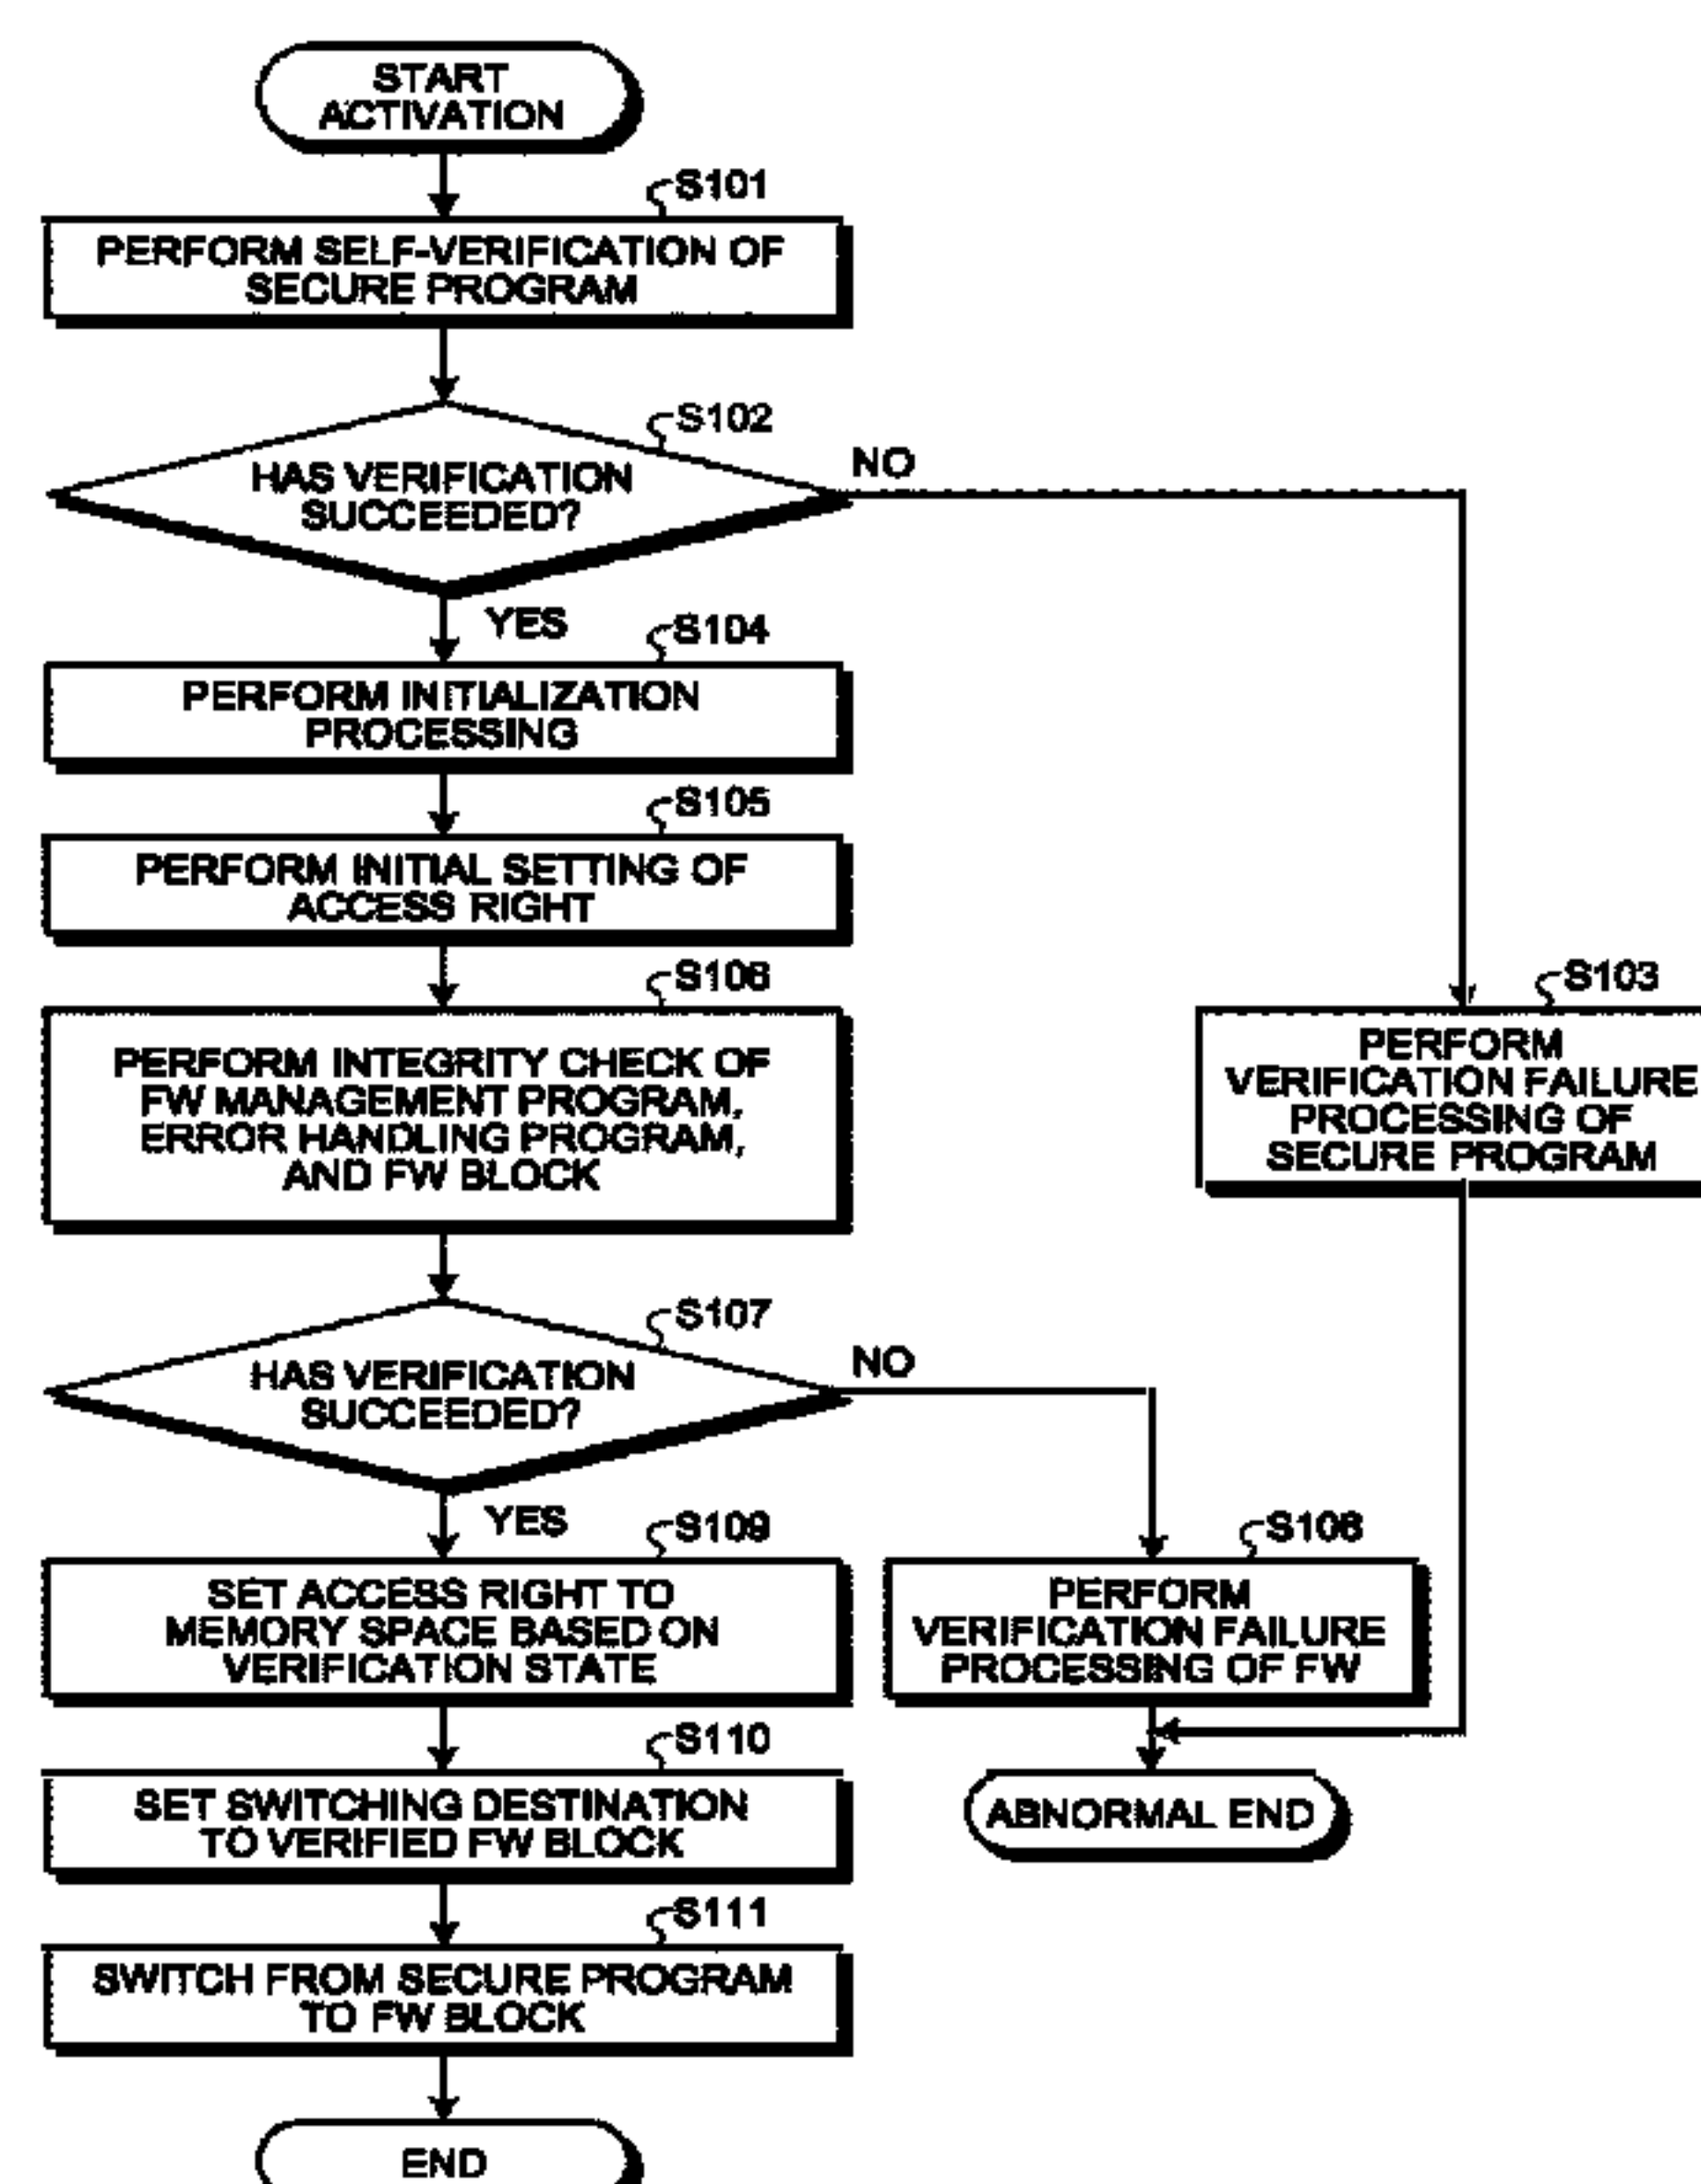 START
ACTIVATION
S101
PERFORM SELF-VERIFICATION OF
SECURE PROGRAM
S102
HAS VERIFICATION
SUCCEEDED?
NO
YES
S104
PERFORM INITIALIZATION
PROCESSING
S105
PERFORM INITIAL SETTING OF
ACCESS RIGHT
S106
PERFORM INTEGRITY CHECK OF
FW MANAGEMENT PROGRAM,
ERROR HANDLING PROGRAM,
AND FW BLOCK
S103
PERFORM
VERIFICATION FAILURE
PROCESSING OF
SECURE PROGRAM
S107
HAS VERIFICATION
SUCCEEDED?
NO
YES
S109
SET ACCESS RIGHT TO
MEMORY SPACE BASED ON
VERIFICATION STATE
S108
PERFORM
VERIFICATION FAILURE
PROCESSING OF FW
S110
SET SWITCHING DESTINATION
TO VERIFIED FW BLOCK
ABNORMAL END
S111
SWITCH FROM SECURE PROGRAM
TO FW BLOCK
END